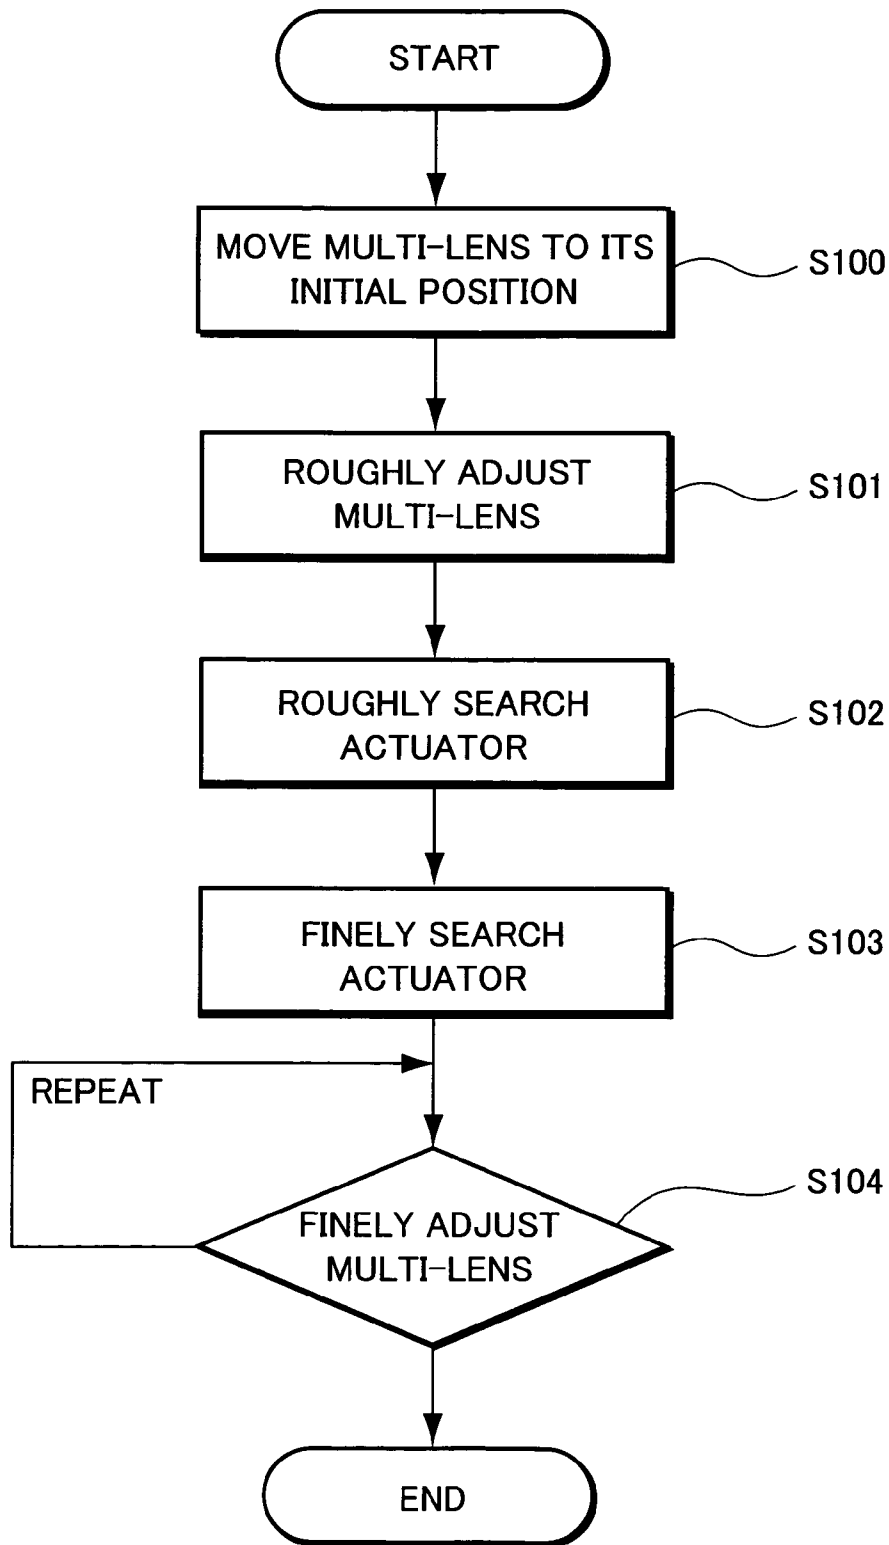 START
MOVE MULTI-LENS TO ITS
INITIAL POSITION
S100
ROUGHLY ADJUST
MULTI-LENS
S101
ROUGHLY SEARCH
ACTUATOR
S102
FINELY SEARCH
ACTUATOR
S103
REPEAT
FINELY ADJUST
MULTI-LENS
S104
END